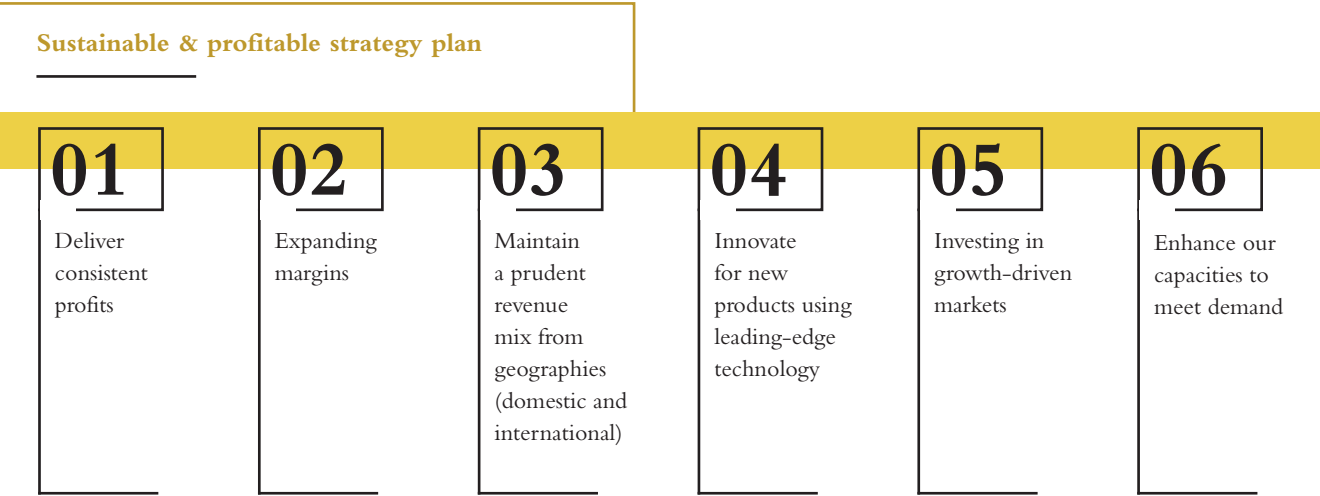 Sustainable & profitable strategy plan
01
Deliver
consistent
profits
02
Expanding
margins
03
Maintain
a prudent
revenue
mix from
geographies
(domestic and
international)
04
Innovate
for new
products using
leading-edge
technology
05
Investing in
growth-driven
markets
06
Enhance our
capacities to
meet demand